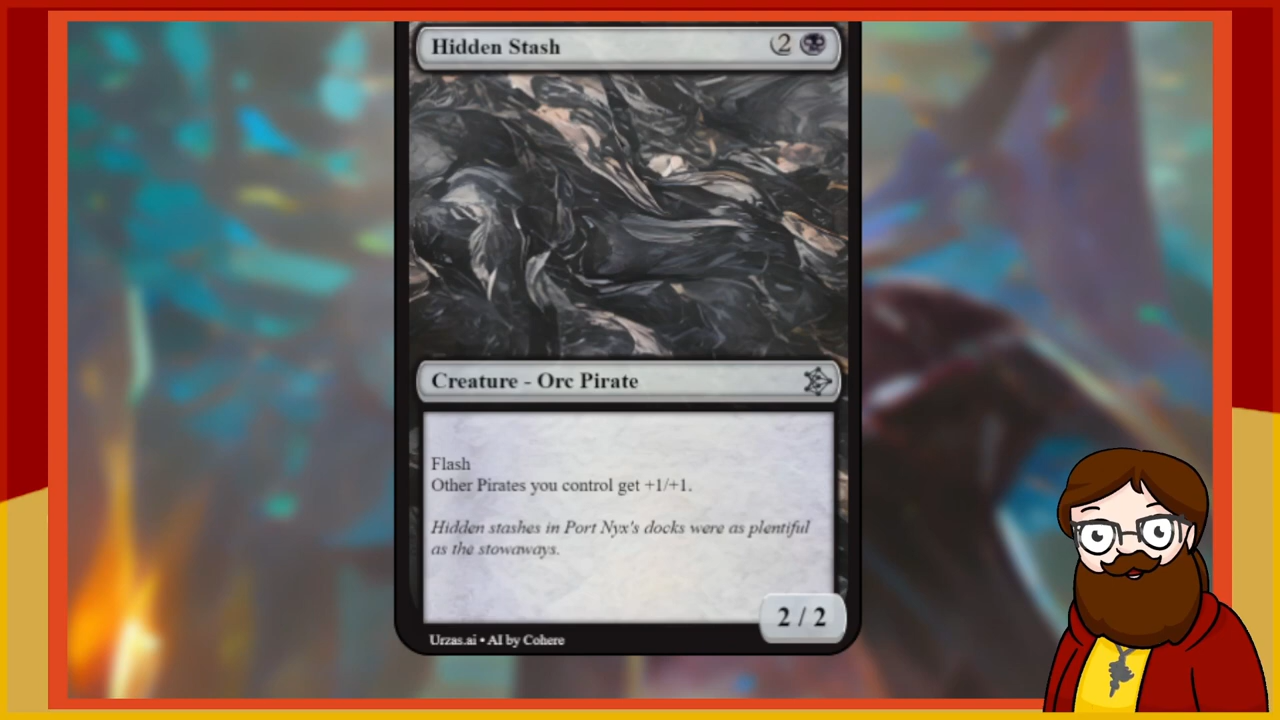 Hidden Stash 2
Creature - Orc Pirate
Flash
Other Pirates you control get +1/+1.
Hidden stashes in Port Nyx's docks were as plentiful
as the stowaways.
2 / 2
Urzas.ai • AI by Cohere